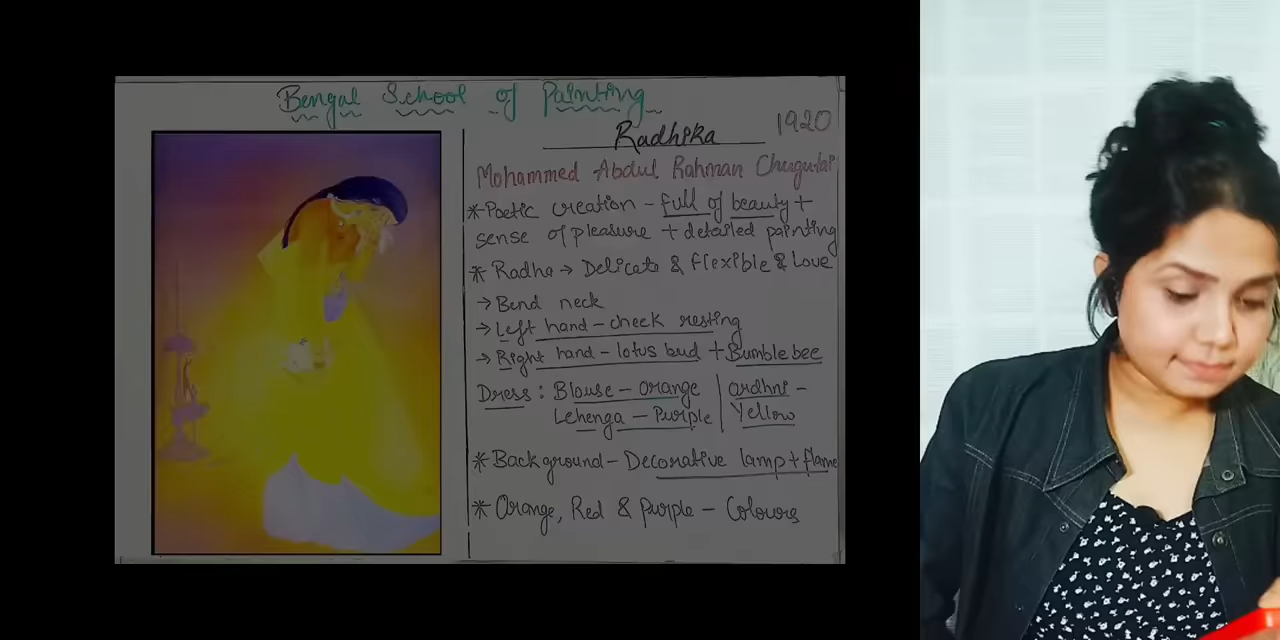 Bengal School of Painting
Radhika
1920
Mohammed Abdul Rahman Chugutai
*Poetic creation - full of beauty +
sense of pleasure + detailed painting
* Radha → Delicate & flexible & Love
→ Bend neck
→ Left hand - cheek resting
→ Right hand - lotus bud + Bumble bee
Dress : Blouse - orange | ordhni -
Lehenga - Purple | Yellow
* Background - Decorative lamp + flame
* Orange, Red & Purple - Colours